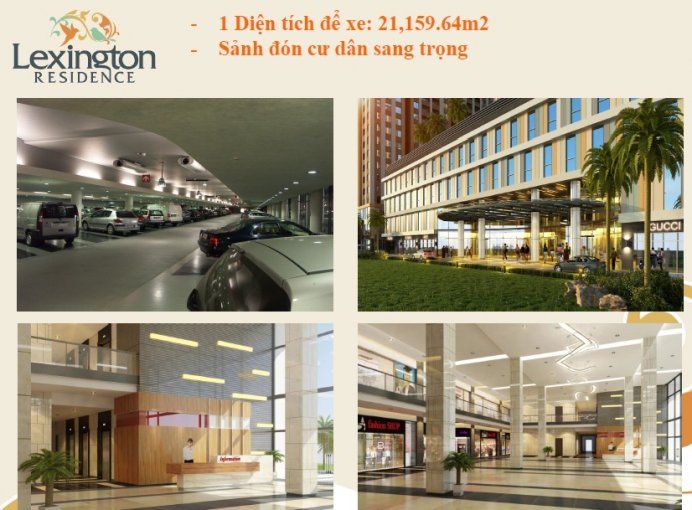 Lexington
RESIDENCE
- 1 Diện tích để xe: 21,159.64m2
- Sảnh đón cư dân sang trọng
GUCCI
Information
SHOP